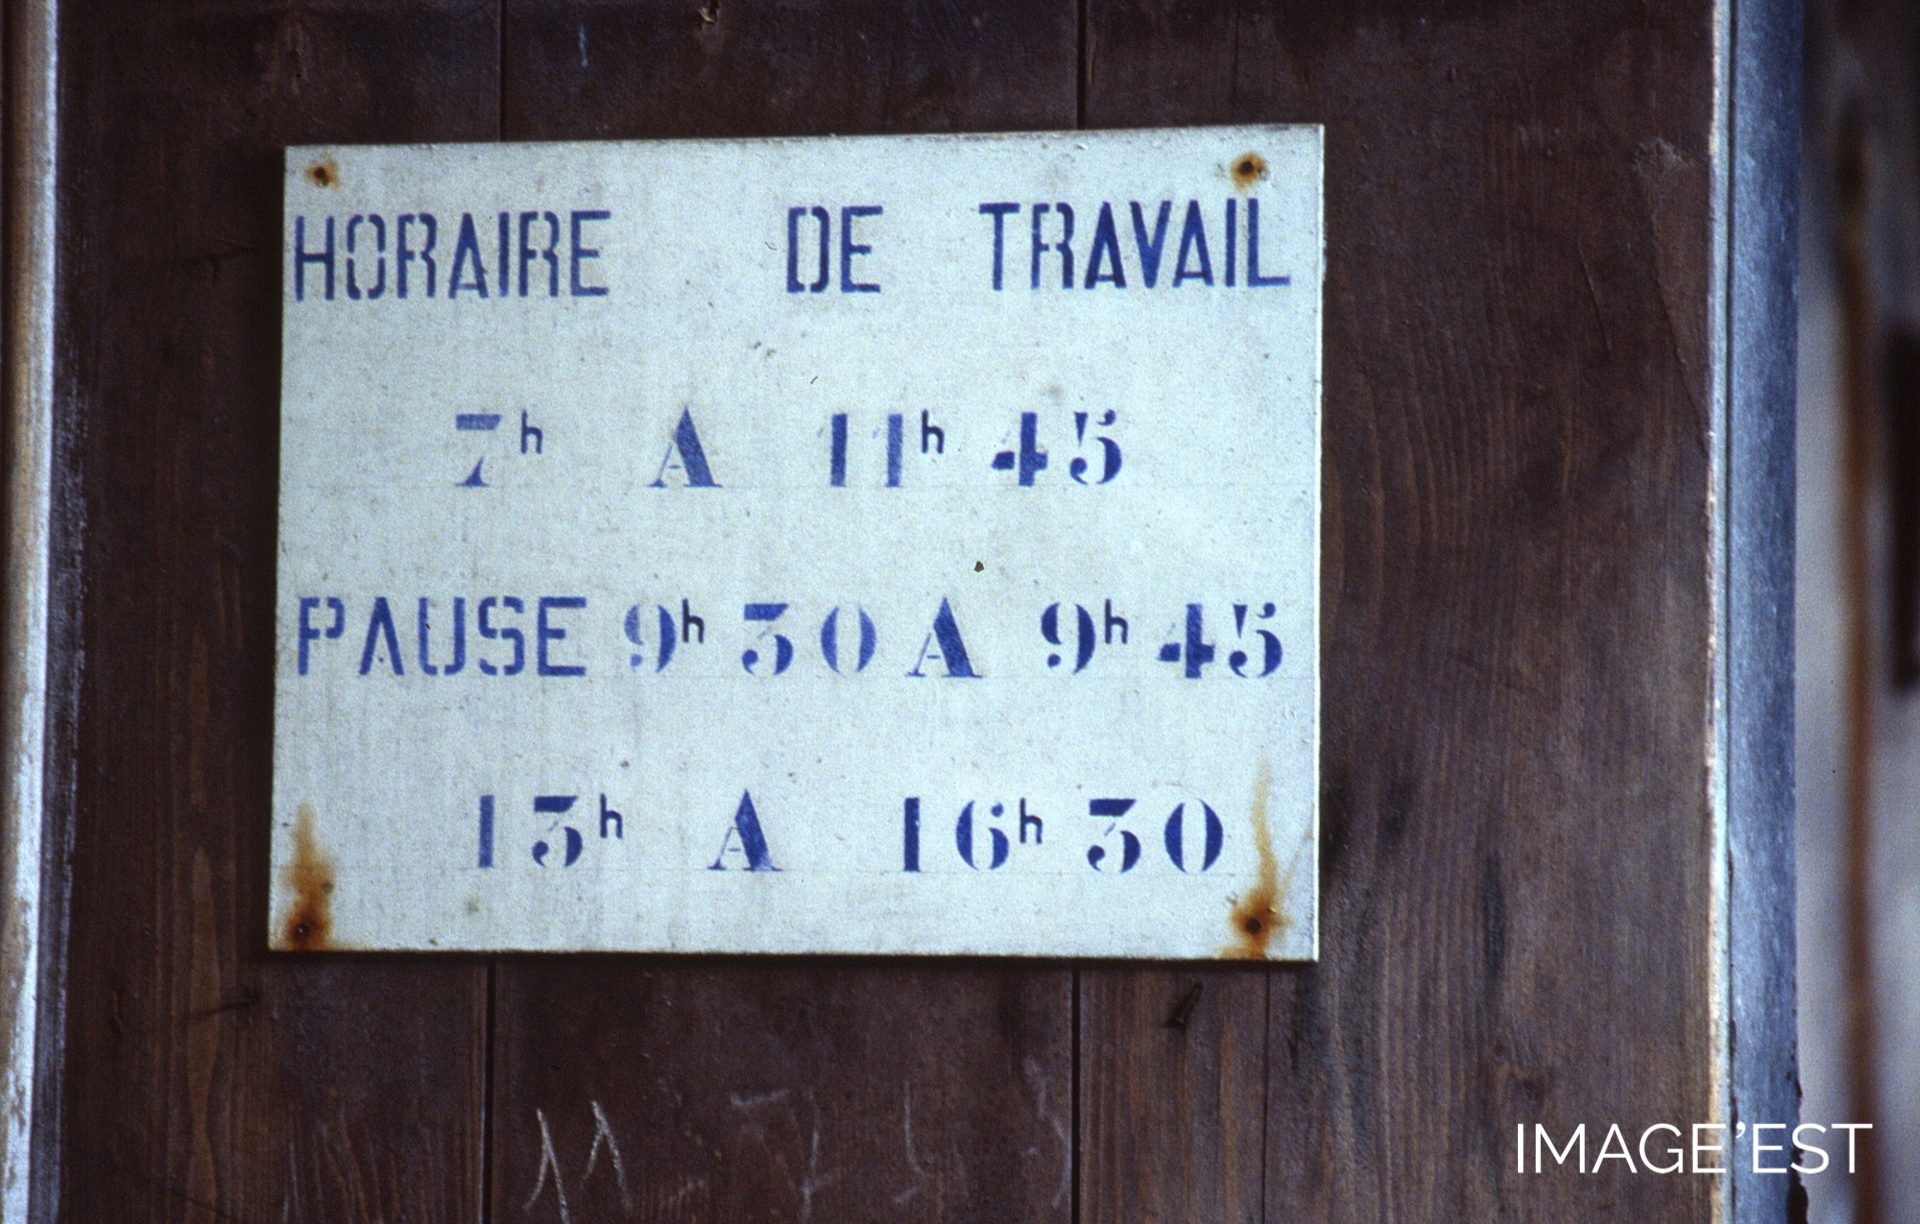 HORAIRE DE TRAVAIL
7h A 11h 45
PAUSE 9h 30 A 9h 45
13h A 16h 30
IMAGE'EST